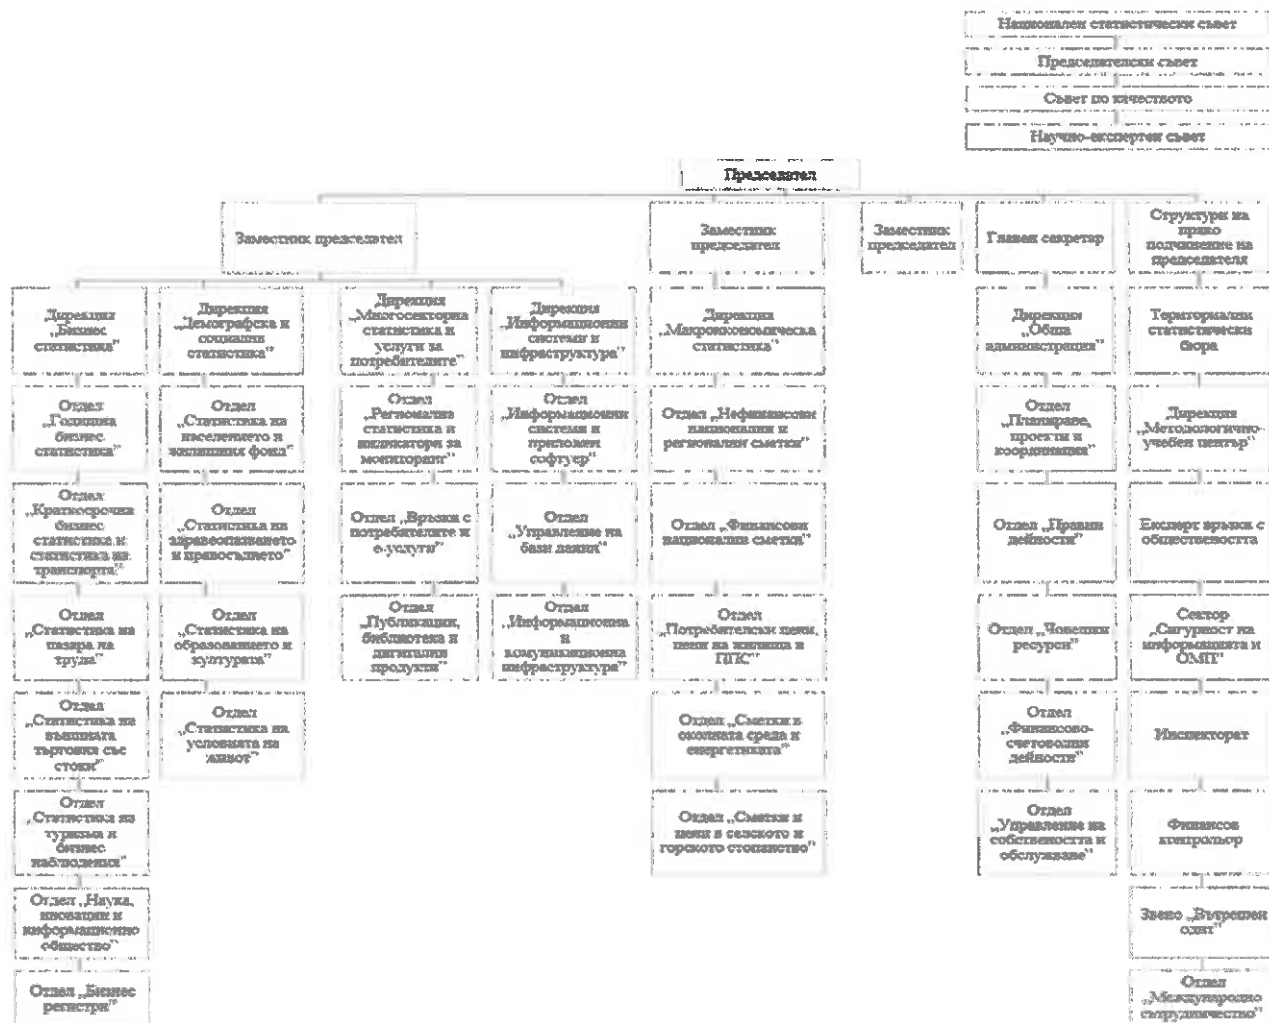 Национален статистически съвет
Председателски съвет
Съвет по качеството
Научно-експертен съвет
Председател
Заместник председател
Заместник
председател
Заместник
председател
Главен секретар
Структури на
пряко
подчинение на
председателя
Дирекция
„Бизнес
статистика”
Отдел
„Годишна
бизнес
статистика”
Отдел
„Краткосрочна
бизнес
статистика и
статистика на
транспорта”
Отдел
„Статистика на
пазара на
труда”
Отдел
„Статистика на
външната
търговия със
стоки”
Отдел
„Статистика на
туризма и
бизнес
наблюдения”
Отдел „Наука,
иновации и
информационно
общество”
Отдел „Бизнес
регистри”
Дирекция
„Демографска и
социална
статистика”
Отдел
„Статистика на
населението и
жилищния фонд”
Отдел
„Статистика на
здравеопазването
и правосъдието”
Отдел
„Статистика на
образованието и
културата”
Отдел
„Статистика на
условията на
живот”
Дирекция
„Многосекторна
статистика и
услуги за
потребителите”
Отдел
„Регионална
статистика и
индикатори за
мониторинг”
Отдел „Връзки с
потребителите и
е-услуги”
Отдел
„Публикации,
библиотека и
дигитални
продукти”
Дирекция
„Информационни
системи и
инфраструктура”
Отдел
„Информационни
системи и
приложен
софтуер”
Отдел
„Управление на
бази данни”
Отдел
„Информационна
и
комуникационна
инфраструктура”
Дирекция
„Макроикономическа
статистика”
Отдел „Нефинансови
национални и
регионални сметки”
Отдел „Финансови
национални сметки”
Отдел
„Потребителски цени,
цени на жилища и
ППС”
Отдел „Сметки в
околната среда и
енергетиката”
Отдел „Сметки и
цени в селското и
горското стопанство”
Дирекция
„Обща
администрация”
Отдел
„Планиране,
проекти и
координация”
Отдел „Правни
дейности”
Отдел „Човешки
ресурси”
Отдел
„Финансово-
счетоводни
дейности”
Отдел
„Управление на
собствеността и
обслужване”
Териториални
статистически
бюра
Дирекция
„Методологично-
учебен център”
Експерт връзки с
обществеността
Сектор
„Сигурност на
информацията и
ОМП”
Инспекторат
Финансов
контрольор
Звено „Вътрешен
одит”
Отдел
„Международно
сътрудничество”